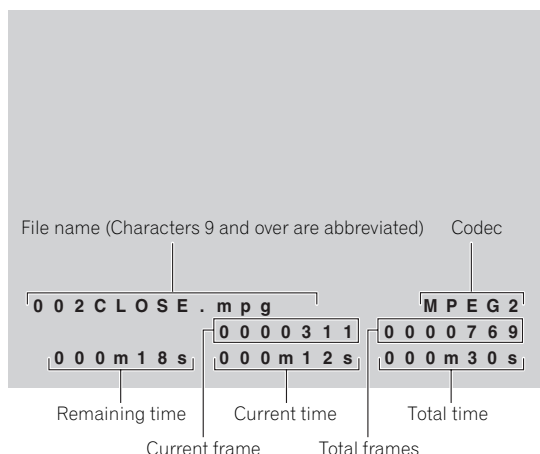 File name (Characters 9 and over are abbreviated) Codec
002CLOSE.mpg MPEG2
0000311 0000769
000m18s 000m12s 000m30s
Remaining time Current time Total time
Current frame Total frames